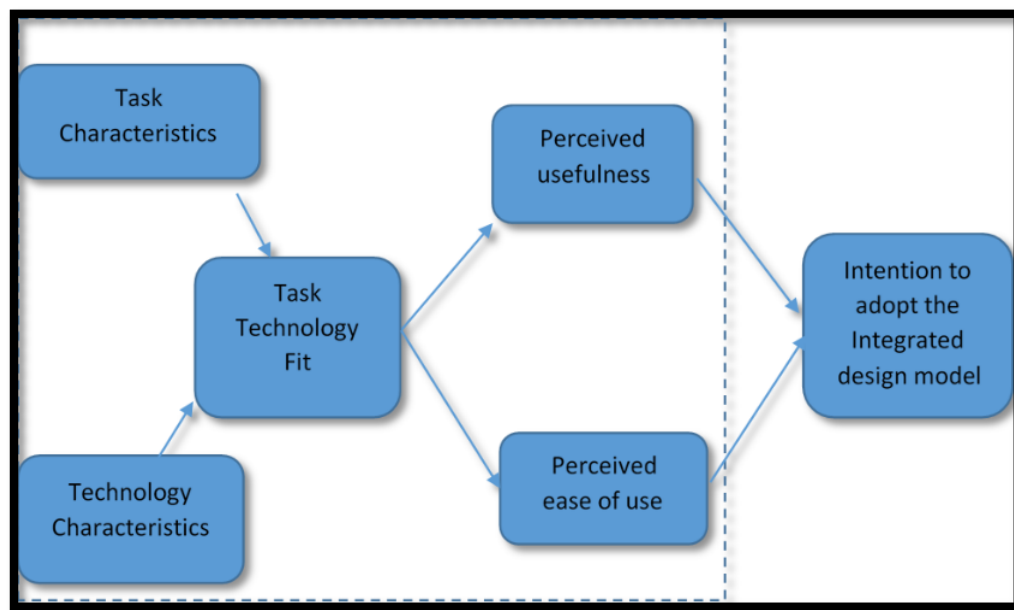 Task
Characteristics
Perceived
usefulness
Task
Technology
Fit
Intention to
adopt the
Integrated
design model
Perceived
ease of use
Technology
Characteristics